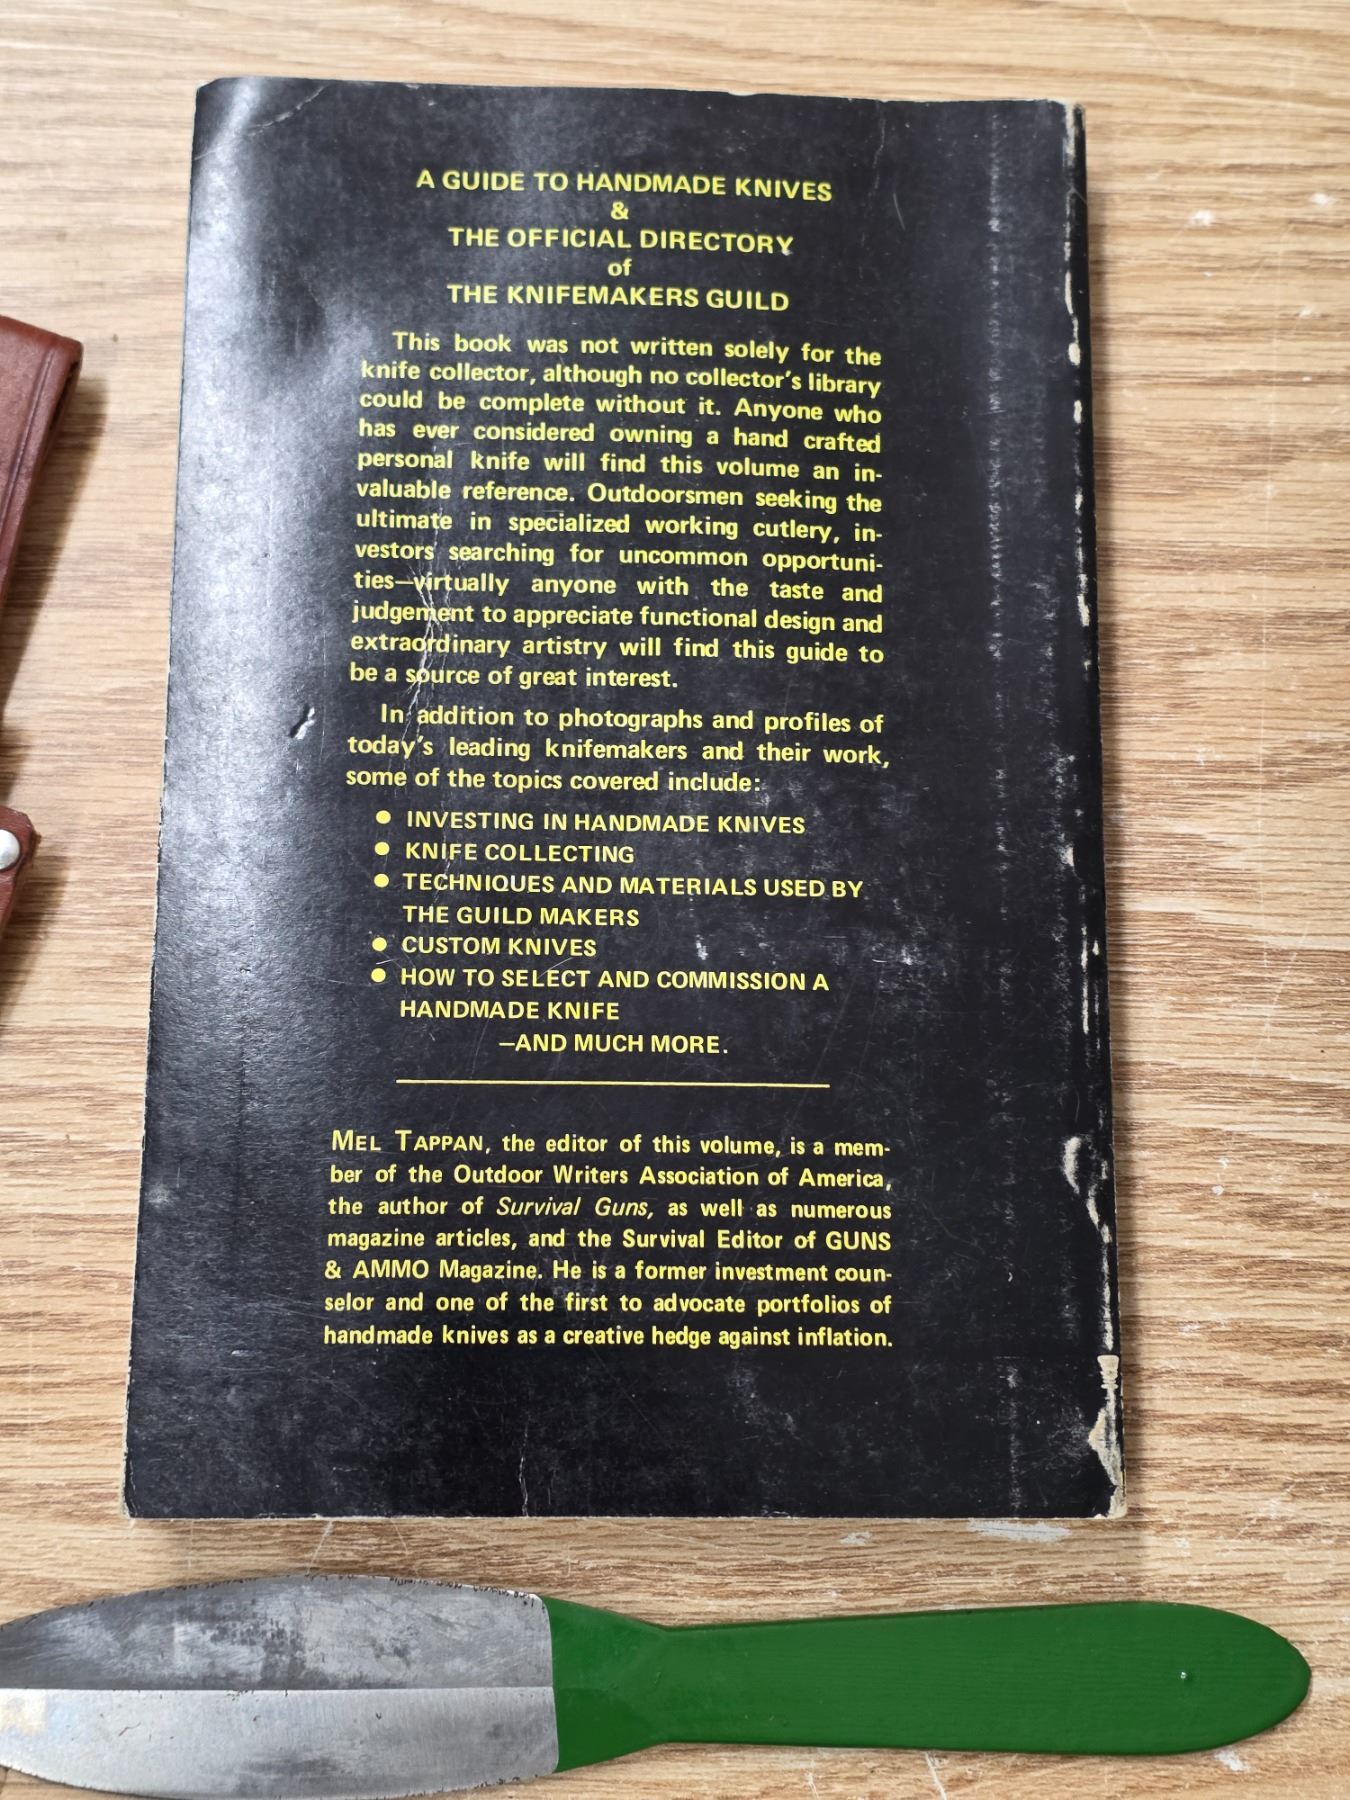 A GUIDE TO HANDMADE KNIVES
&
THE OFFICIAL DIRECTORY
of
THE KNIFEMAKERS GUILD
This book was not written solely for the
knife collector, although no collector's library
could be complete without it. Anyone who
has ever considered owning a hand crafted
personal knife will find this volume an in-
valuable reference. Outdoorsmen seeking the
ultimate in specialized working cutlery, in-
vestors searching for uncommon opportuni-
ties—virtually anyone with the taste and
judgement to appreciate functional design and
extraordinary artistry will find this guide to
be a source of great interest.
In addition to photographs and profiles of
today's leading knifemakers and their work,
some of the topics covered include:
● INVESTING IN HANDMADE KNIVES
● KNIFE COLLECTING
● TECHNIQUES AND MATERIALS USED BY
THE GUILD MAKERS
● CUSTOM KNIVES
● HOW TO SELECT AND COMMISSION A
HANDMADE KNIFE
—AND MUCH MORE.
MEL TAPPAN, the editor of this volume, is a mem-
ber of the Outdoor Writers Association of America,
the author of Survival Guns, as well as numerous
magazine articles, and the Survival Editor of GUNS
& AMMO Magazine. He is a former investment coun-
selor and one of the first to advocate portfolios of
handmade knives as a creative hedge against inflation.